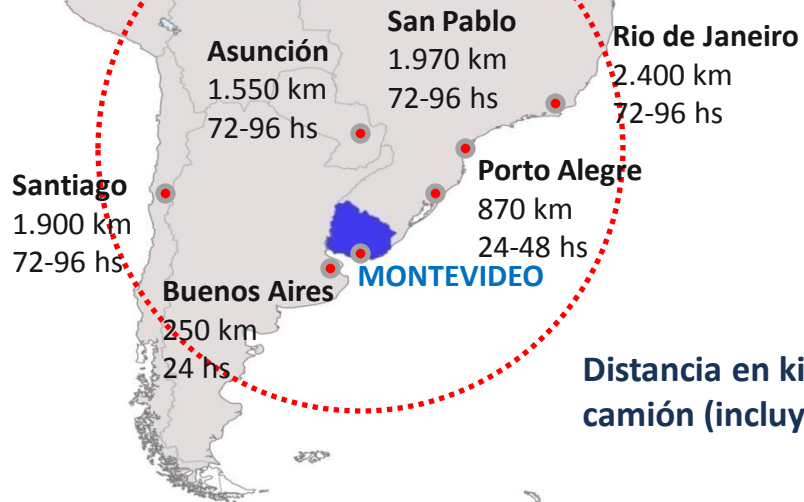 San Pablo
1.970 km
72-96 hs
Rio de Janeiro
2.400 km
72-96 hs
Asunción
1.550 km
72-96 hs
Santiago
1.900 km
72-96 hs
Porto Alegre
870 km
24-48 hs
MONTEVIDEO
Buenos Aires
250 km
24 hs
Distancia en ki
camión (incluy